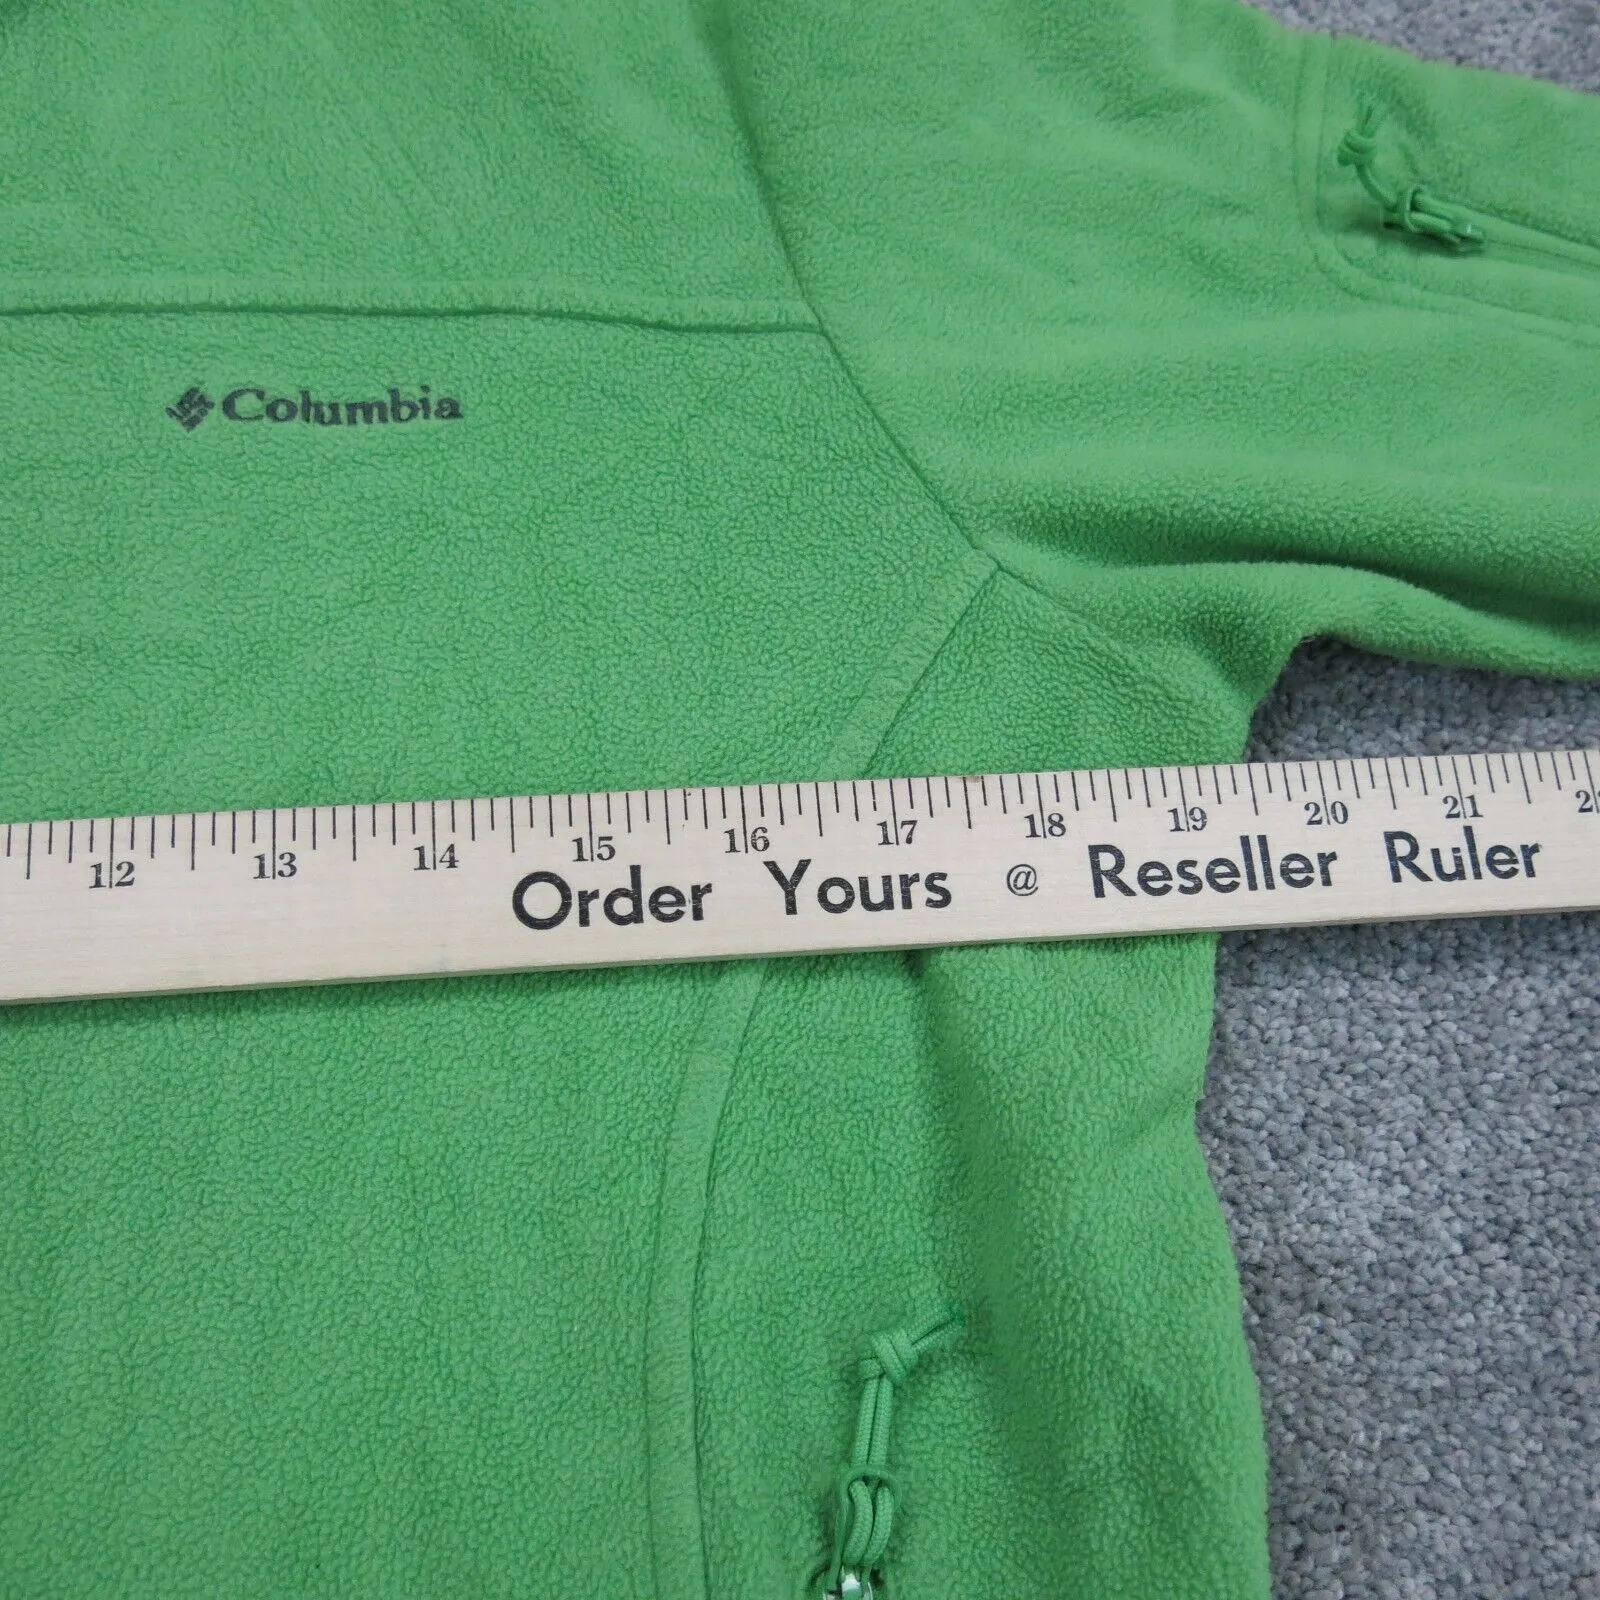 Columbia
12 13 14 15 16 17 18 19 20 21
Order Yours @ Reseller Ruler